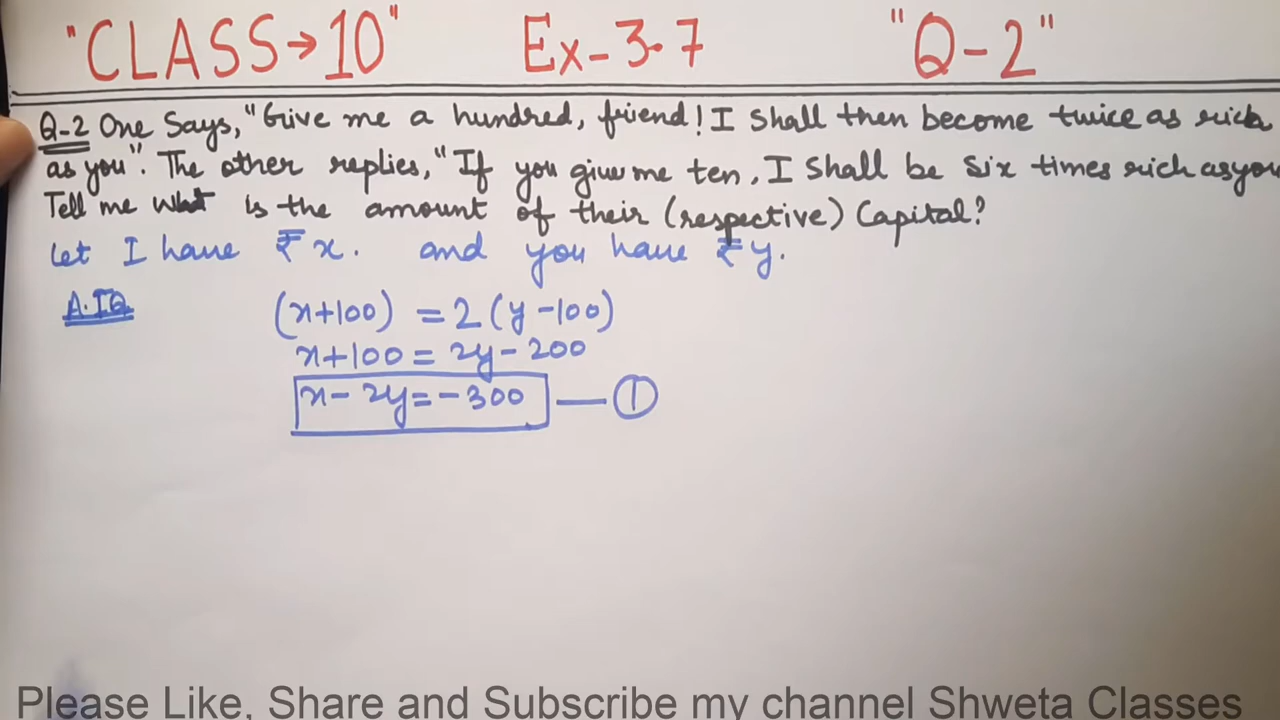 "CLASS→10" Ex-3.7 "Q-2"
Q-2 One Says, "Give me a hundred, friend! I Shall then become twice as rich
as you". The other replies, "If you give me ten, I Shall be Six times rich as you
Tell me what is the amount of their (respective) Capital?
Let I have ₹ x. and you have ₹ y.
A.T.Q (x+100) = 2(y-100)
x+100 = 2y-200
x-2y=-300 — ①
Please Like, Share and Subscribe my channel Shweta Classes